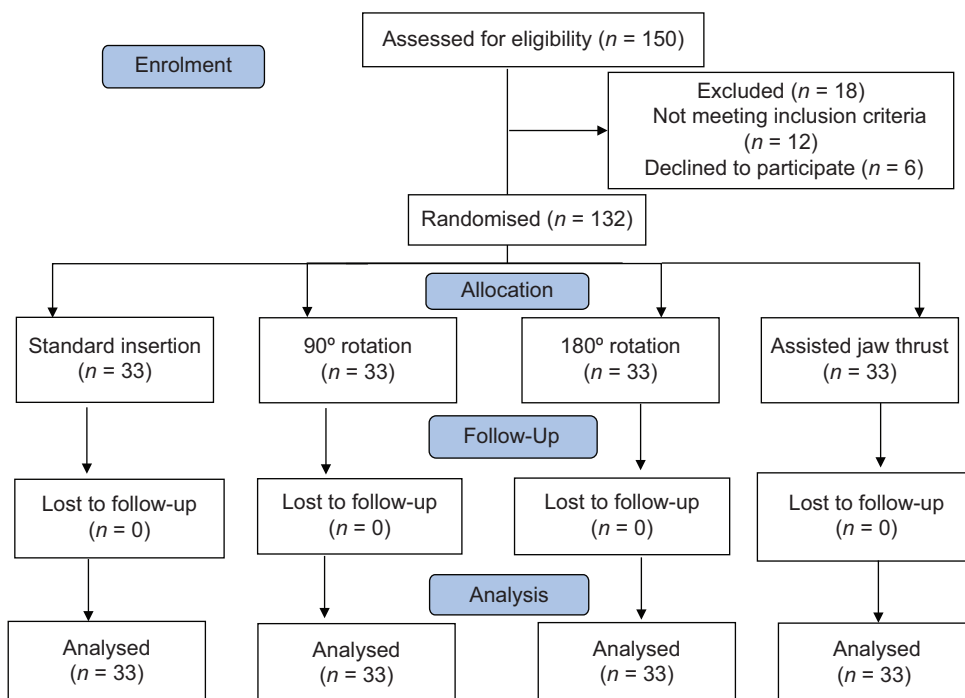 Assessed for eligibility (n = 150)
Enrolment
Excluded (n = 18)
Not meeting inclusion criteria
(n = 12)
Declined to participate (n = 6)
Randomised (n = 132)
Allocation
Standard insertion
(n = 33)
90º rotation
(n = 33)
180º rotation
(n = 33)
Assisted jaw thrust
(n = 33)
Follow-Up
Lost to follow-up
(n = 0)
Lost to follow-up
(n = 0)
Lost to follow-up
(n = 0)
Lost to follow-up
(n = 0)
Analysis
Analysed
(n = 33)
Analysed
(n = 33)
Analysed
(n = 33)
Analysed
(n = 33)